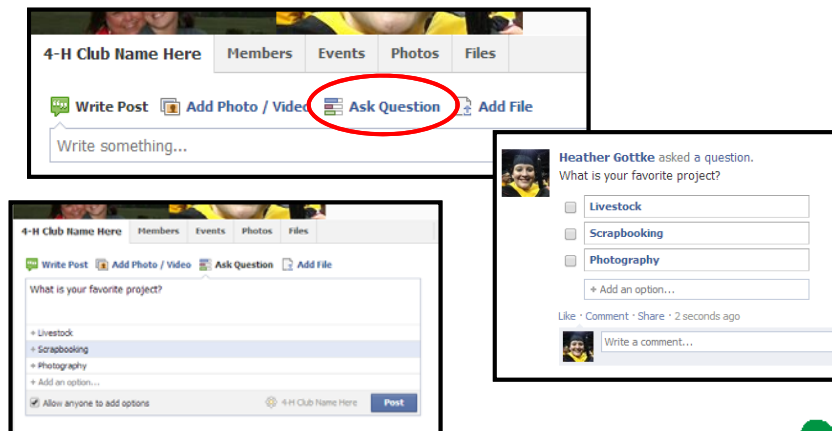 4-H Club Name Here Members Events Photos Files
Write Post Add Photo / Video Ask Question Add File
Write something...
Heather Gottke asked a question.
What is your favorite project?
Livestock
Scrapbooking
Photography
+ Add an option...
Like · Comment · Share · 2 seconds ago
Write a comment...
4-H Club Name Here Members Events Photos Files
Write Post Add Photo / Video Ask Question Add File
What is your favorite project?
+ Livestock
+ Scrapbooking
+ Photography
+ Add an option...
Allow anyone to add options 4-H Club Name Here Post